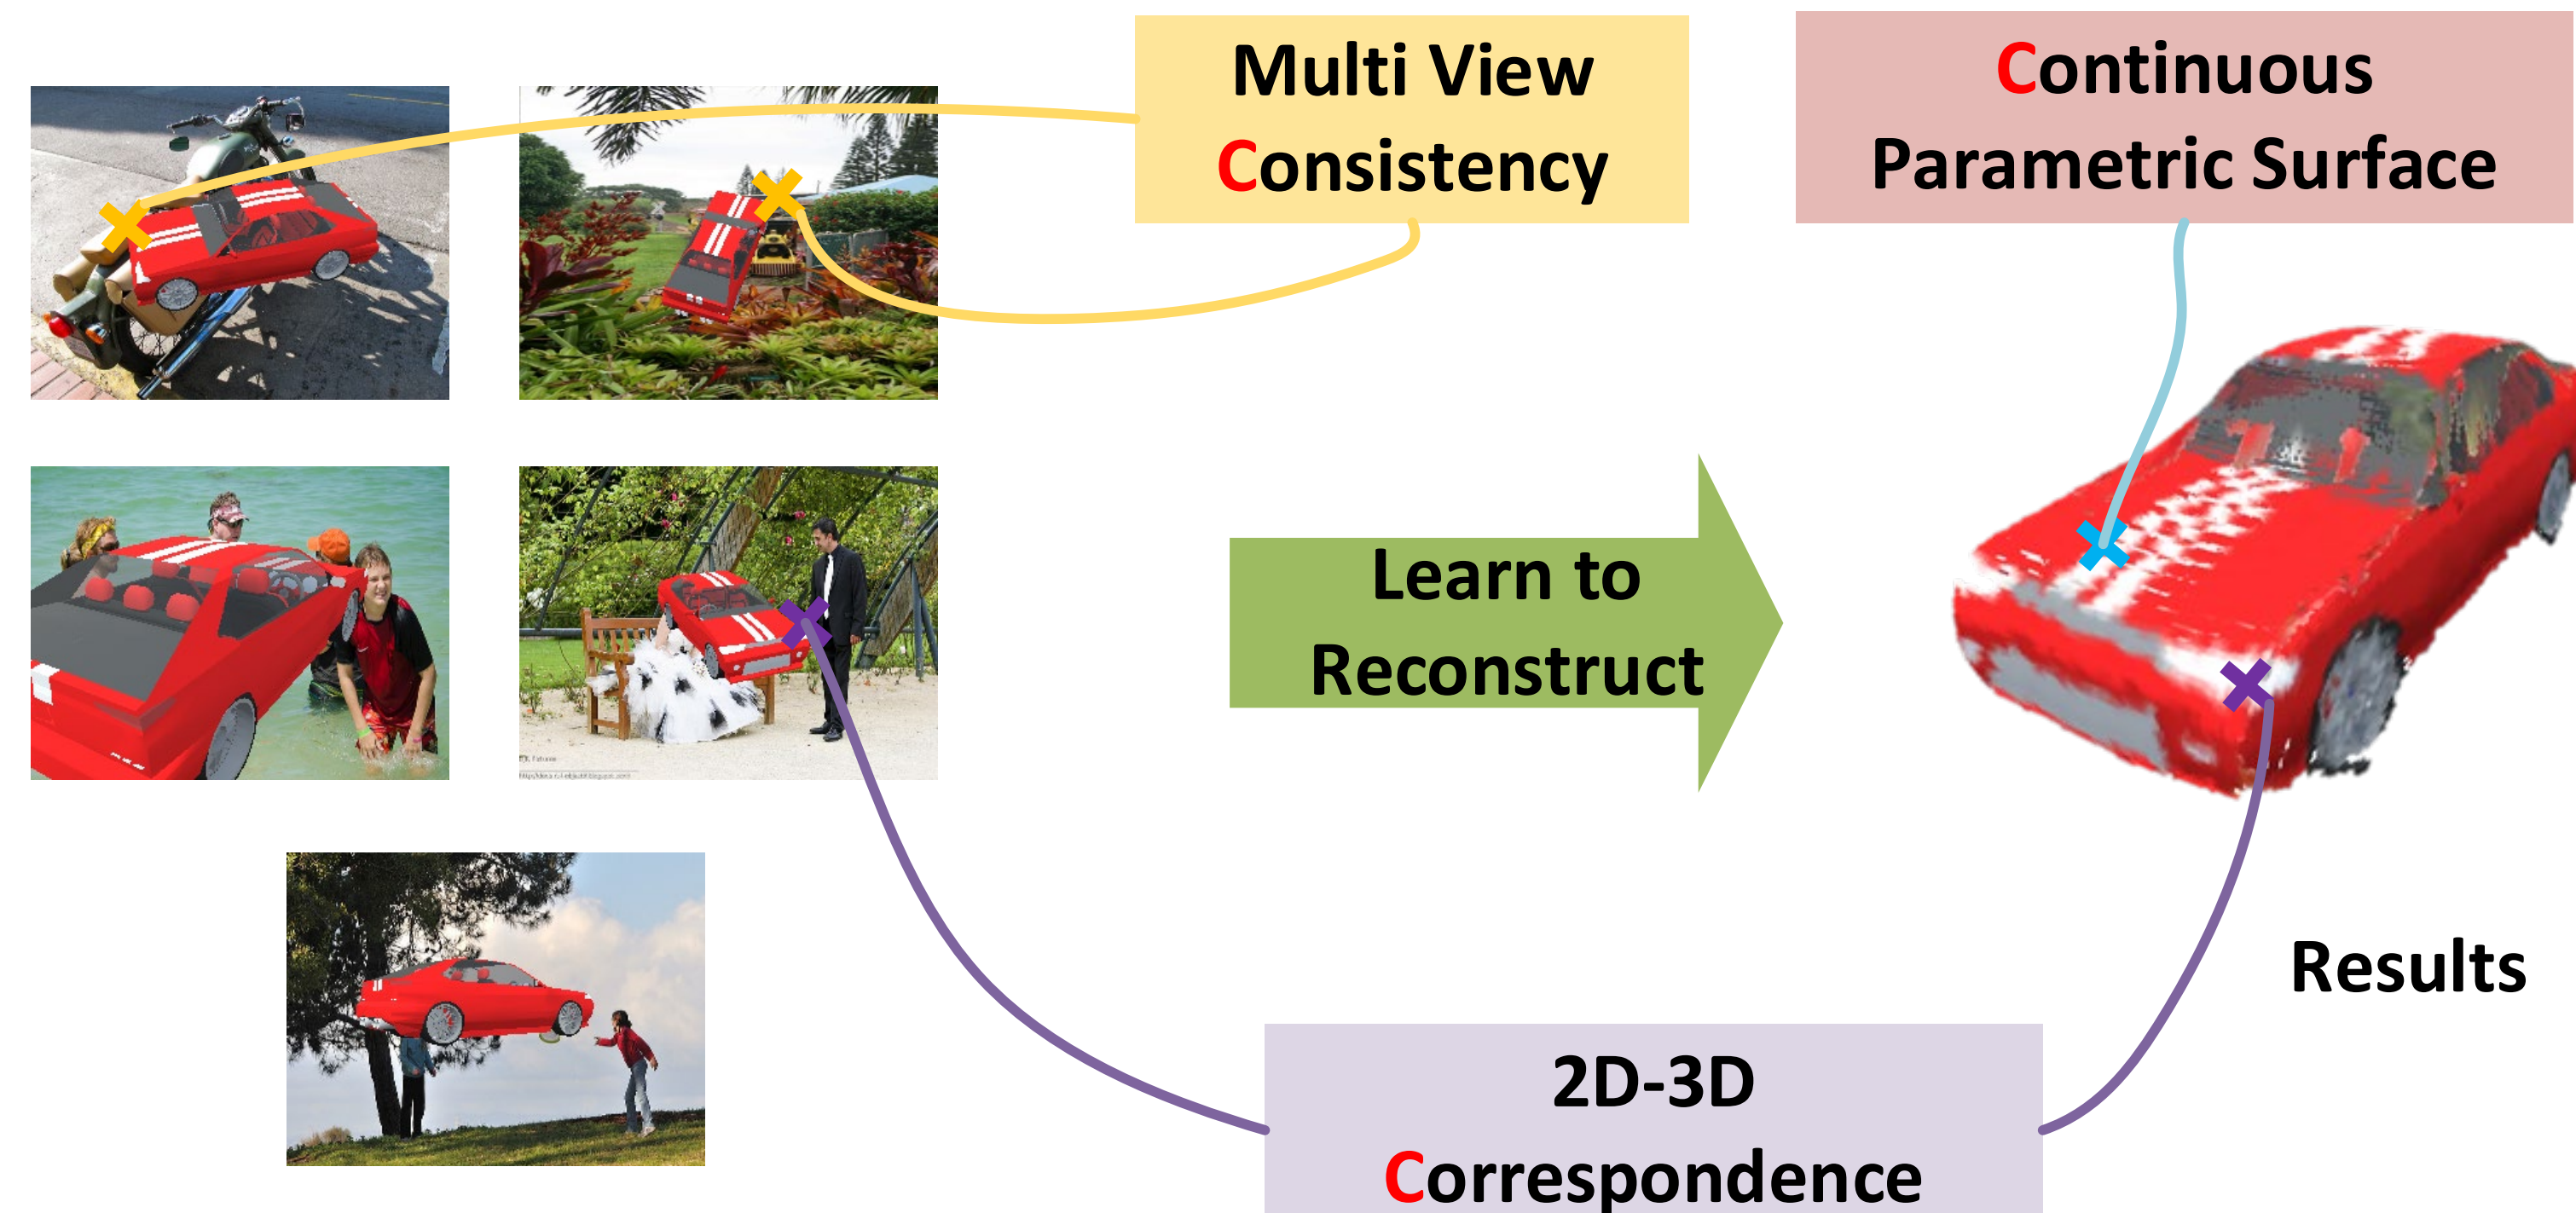 Multi View
Consistency
Continuous
Parametric Surface
Learn to
Reconstruct
Results
2D-3D
Correspondence